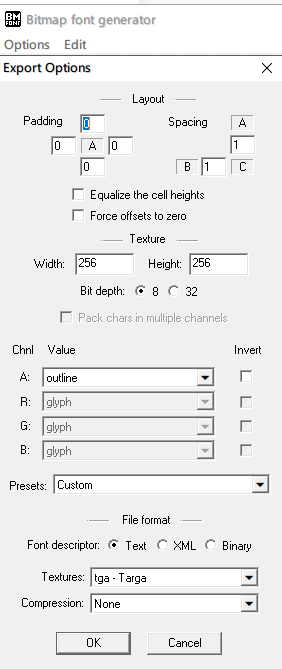 BM
FONT
Bitmap font generator
Options Edit
Export Options
Layout
Padding 0 Spacing A
0 A 0 1
0 B 1 C
Equalize the cell heights
Force offsets to zero
Texture
Width: 256 Height: 256
Bit depth: 8 32
Pack chars in multiple channels
Chnl Value Invert
A: outline
R: glyph
G: glyph
B: glyph
Presets: Custom
File format
Font descriptor: Text XML Binary
Textures: tga - Targa
Compression: None
OK Cancel